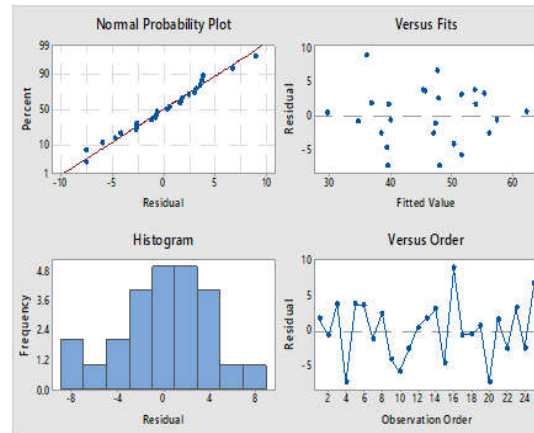 Normal Probability Plot
99
90
50
10
1
Percent
-10 -5 0 5 10
Residual
Versus Fits
10
5
0
-5
Residual
30 40 50 60
Fitted Value
Histogram
4.8
3.6
2.4
1.2
0.0
Frequency
-8 -4 0 4 8
Residual
Versus Order
10
5
0
-5
Residual
2 4 6 8 10 12 14 16 18 20 22 24
Observation Order